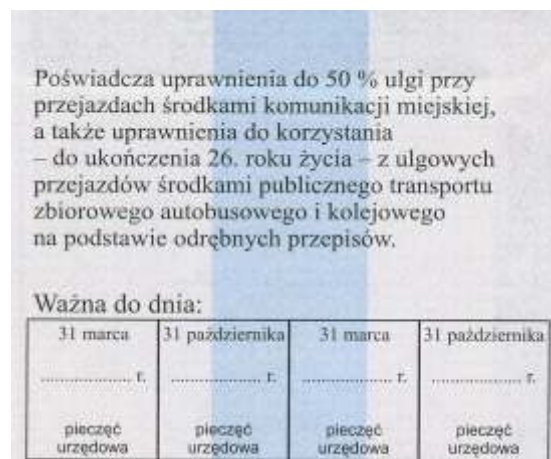 Poświadcza uprawnienia do 50 % ulgi przy
przejazdach środkami komunikacji miejskiej,
a także uprawnienia do korzystania
– do ukończenia 26. roku życia – z ulgowych
przejazdów środkami publicznego transportu
zbiorowego autobusowego i kolejowego
na podstawie odrębnych przepisów.
Ważna do dnia:
31 marca 31 października 31 marca 31 października
.................... r. .................... r. .................... r. .................... r.
pieczęć pieczęć pieczęć pieczęć
urzędowa urzędowa urzędowa urzędowa